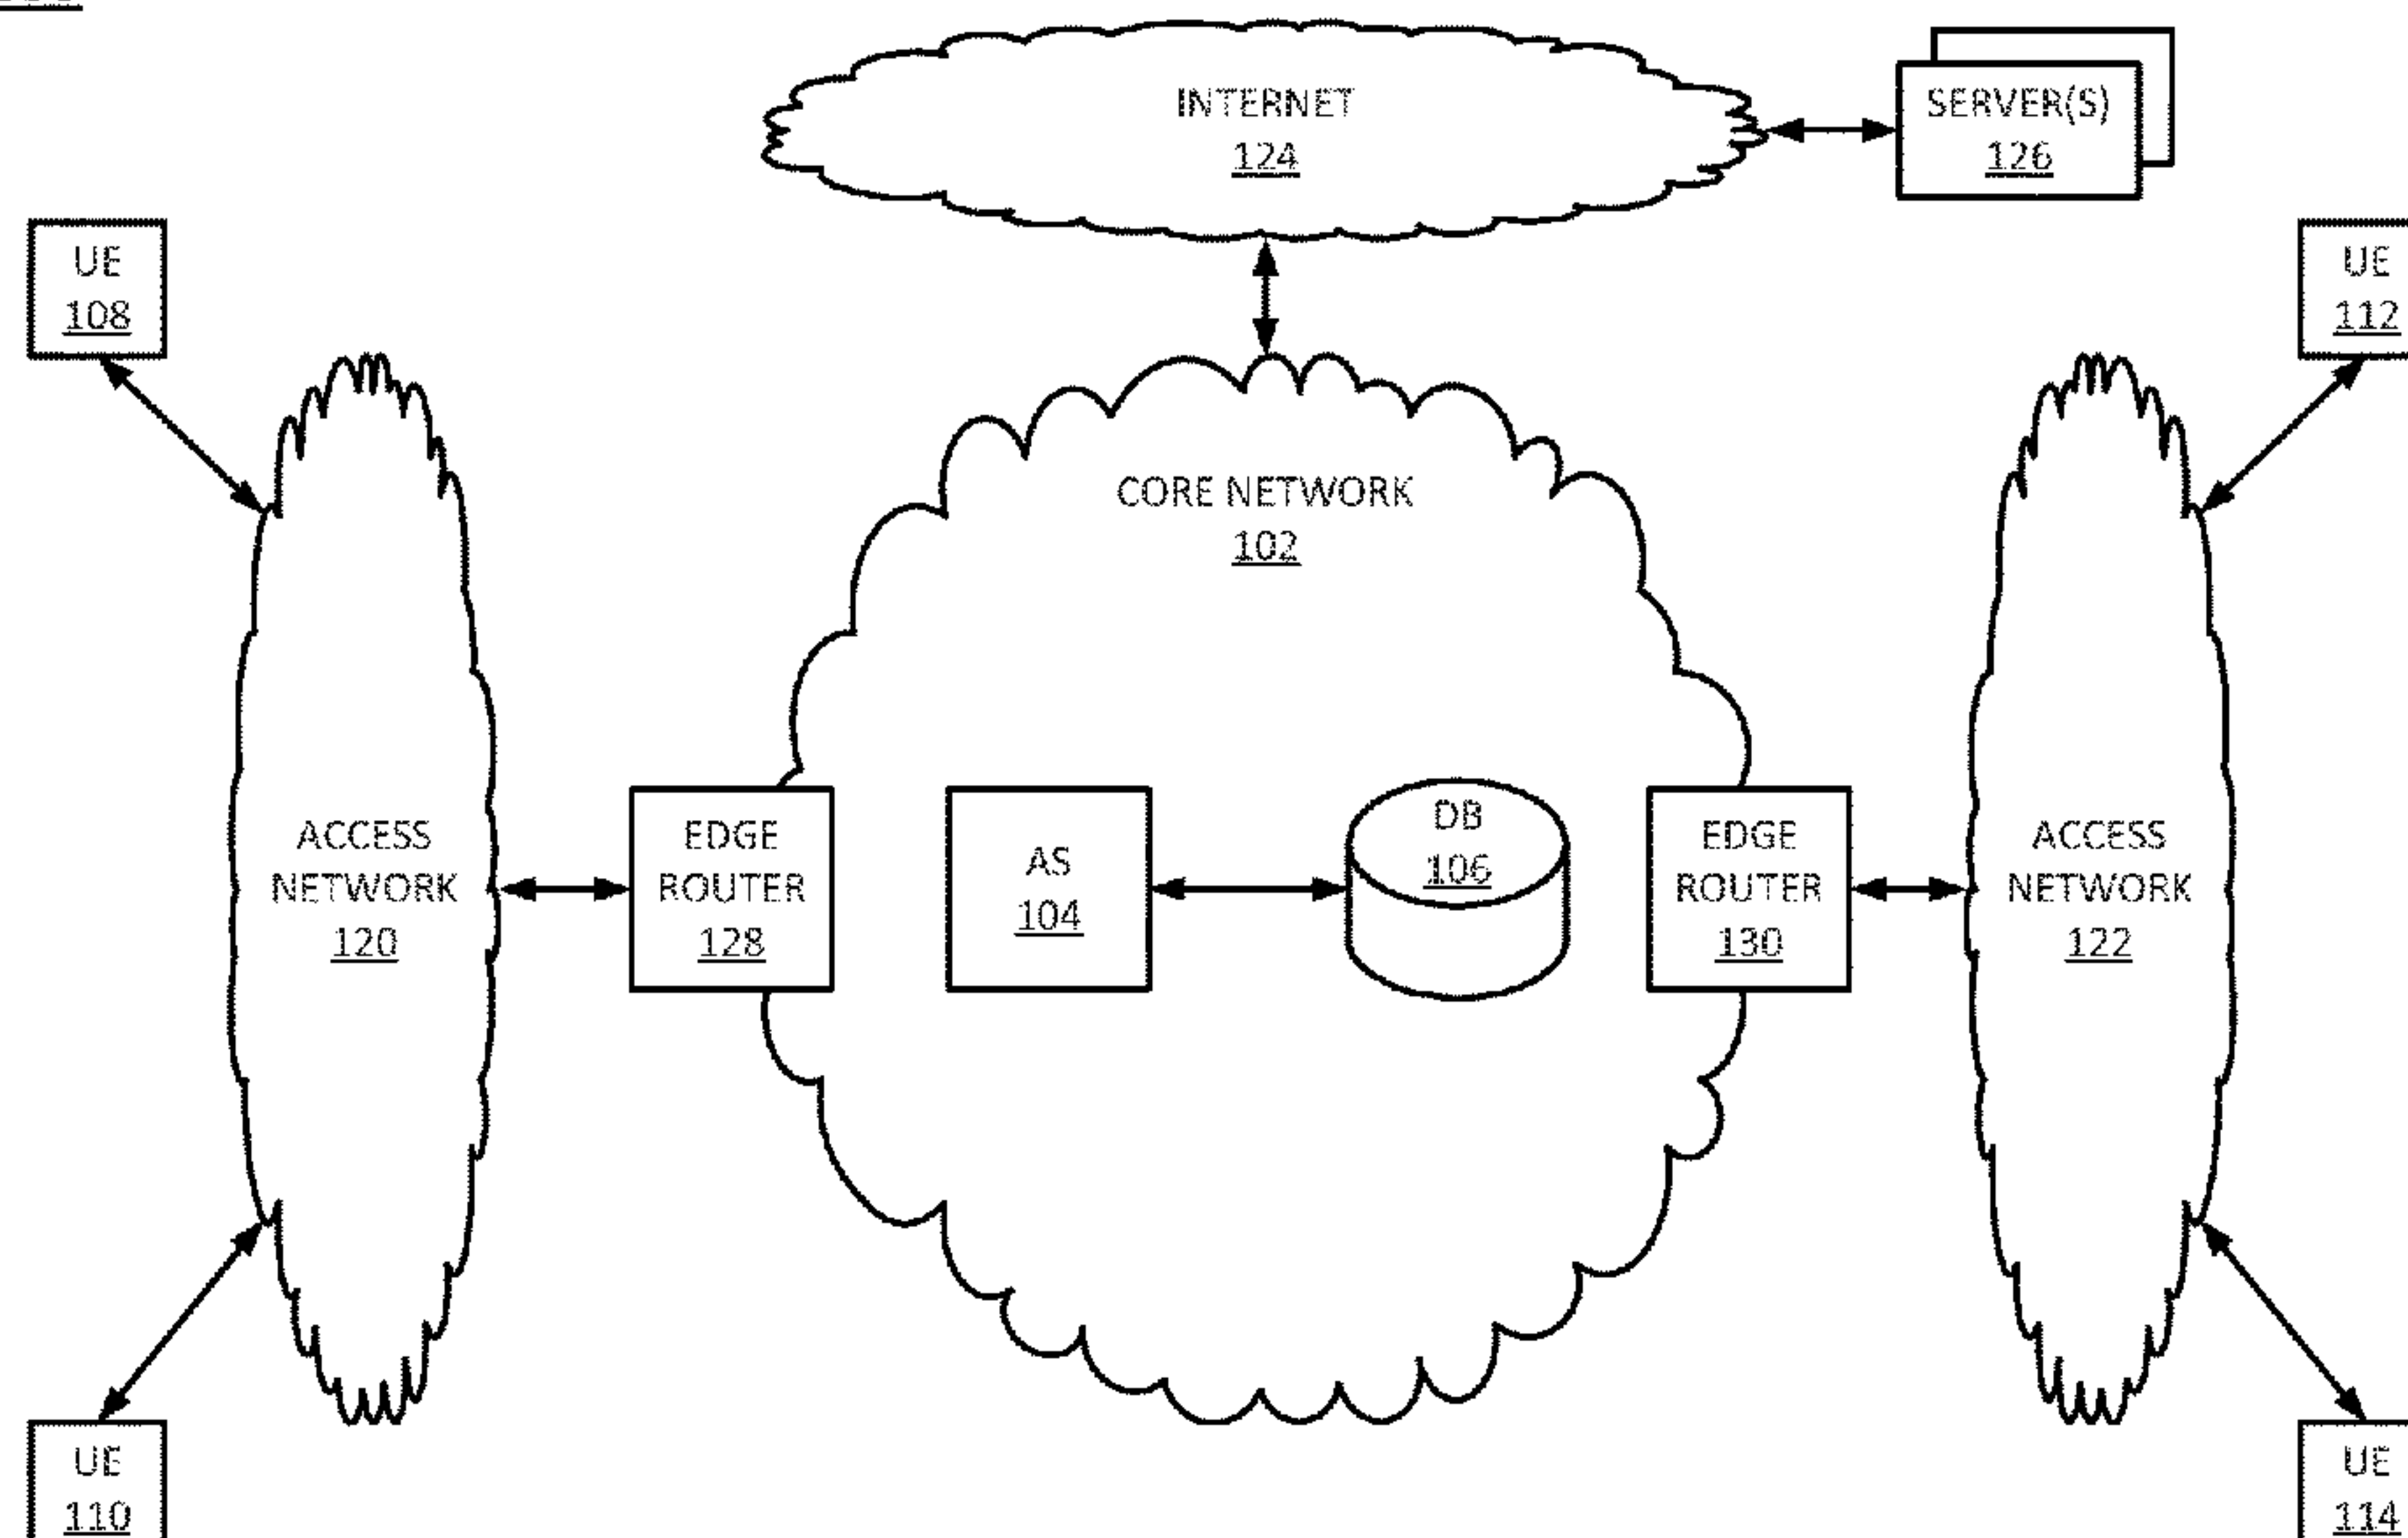 INTERNET
124
SERVER(S)
126
UE
108
UE
112
CORE NETWORK
102
ACCESS
NETWORK
120
EDGE
ROUTER
128
AS
104
DB
106
EDGE
ROUTER
130
ACCESS
NETWORK
122
UE
110
UE
114